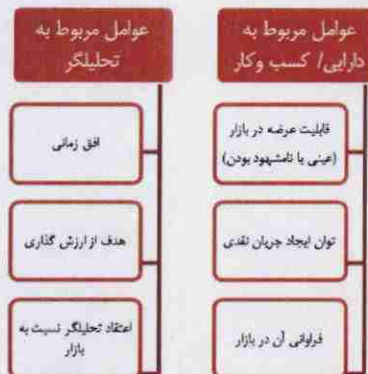 عوامل مربوط به
دارایی/ کسب وکار
قابلیت عرضه در بازار
(عینی یا نامشهود بودن)
توان ایجاد جریان نقدی
فراوانی آن در بازار
عوامل مربوط به
تحلیلگر
افق زمانی
هدف از ارزش گذاری
اعتقاد تحلیلگر نسبت به
بازار